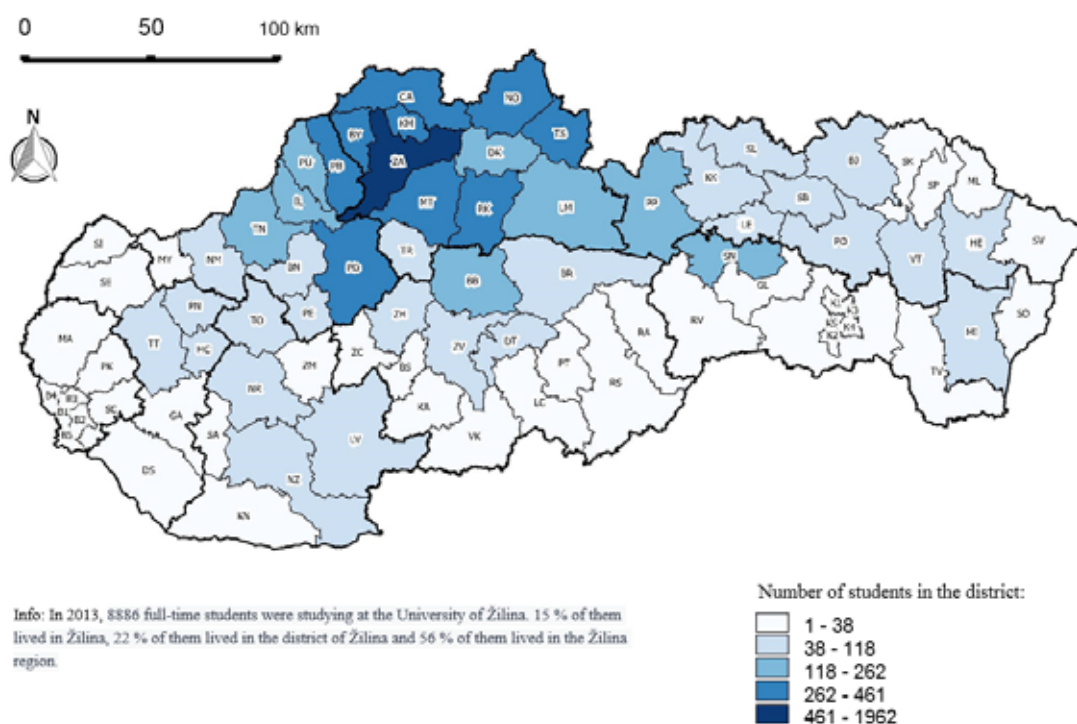 0 50 100 km
N
CA
NO
KM
BY
TS
ZA
DK
PU
PB
IL
MT
RK
LM
TN
PP
SL
KK
BJ
SK
SP
ML
SB
LE
PO
VT
HE
SV
SI
SE
MY
NM
BN
PD
TR
BB
BR
SN
GL
RV
RA
MI
SO
TV
PN
TO
PE
ZH
ZV
DT
TT
HC
MA
PK
NR
ZM
ZC
BS
PT
RS
KA
LC
VK
SC
GA
SA
LV
DS
NZ
KN
Number of students in the district:
1 - 38
38 - 118
118 - 262
262 - 461
461 - 1962
Info: In 2013, 8886 full-time students were studying at the University of Žilina. 15 % of them
lived in Žilina, 22 % of them lived in the district of Žilina and 56 % of them lived in the Žilina
region.